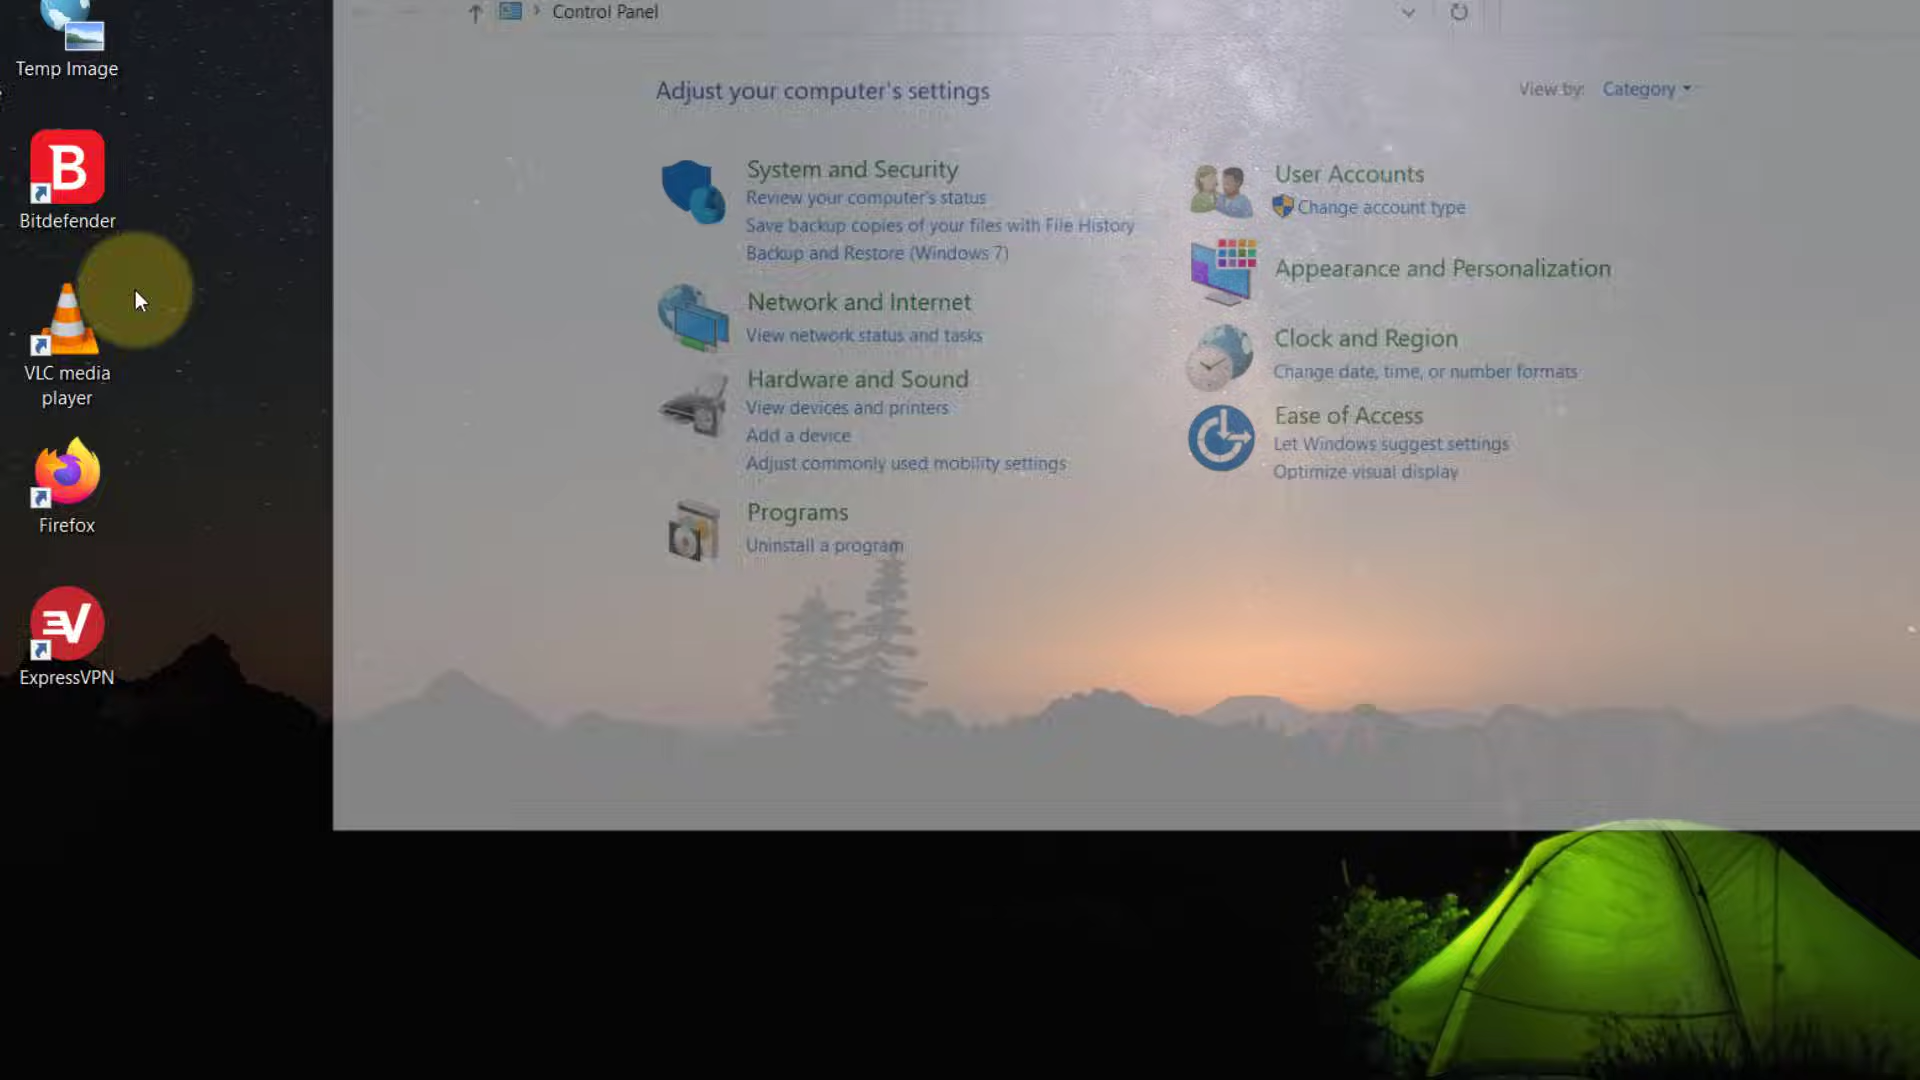 Control Panel
Temp Image
Adjust your computer's settings
View by: Category
System and Security
Review your computer's status
Save backup copies of your files with File History
Backup and Restore (Windows 7)
Network and Internet
View network status and tasks
Hardware and Sound
View devices and printers
Add a device
Adjust commonly used mobility settings
Programs
Uninstall a program
User Accounts
Change account type
Appearance and Personalization
Clock and Region
Change date, time, or number formats
Ease of Access
Let Windows suggest settings
Optimize visual display
B
Bitdefender
VLC media
player
Firefox
EV
ExpressVPN